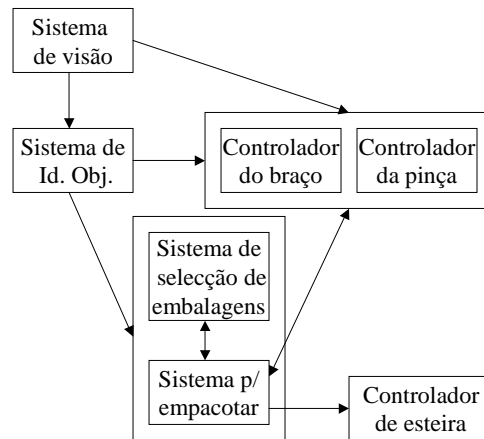 Sistema
de visão
Sistema de
Id. Obj.
Controlador
do braço
Controlador
da pinça
Sistema de
selecção de
embalagens
Sistema p/
empacotar
Controlador
de esteira